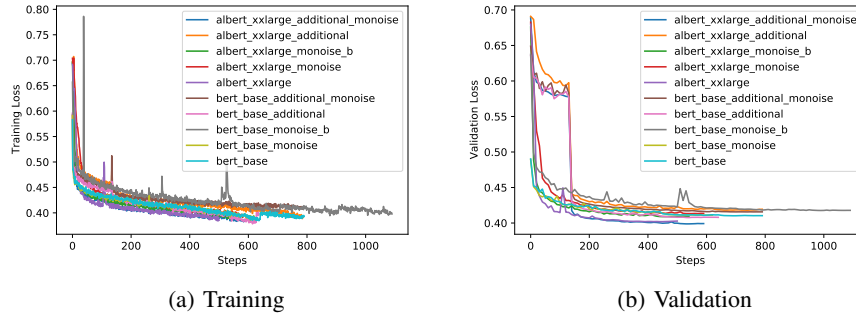 0.80
0.75
0.70
0.65
0.60
0.55
0.50
0.45
0.40
Training Loss
0 200 400 600 800 1000
Steps
albert_xxlarge_additional_monoise
albert_xxlarge_additional
albert_xxlarge_monoise_b
albert_xxlarge_monoise
albert_xxlarge
bert_base_additional_monoise
bert_base_additional
bert_base_monoise_b
bert_base_monoise
bert_base
(a) Training
0.70
0.65
0.60
0.55
0.50
0.45
0.40
Validation Loss
0 200 400 600 800 1000
Steps
albert_xxlarge_additional_monoise
albert_xxlarge_additional
albert_xxlarge_monoise_b
albert_xxlarge_monoise
albert_xxlarge
bert_base_additional_monoise
bert_base_additional
bert_base_monoise_b
bert_base_monoise
bert_base
(b) Validation